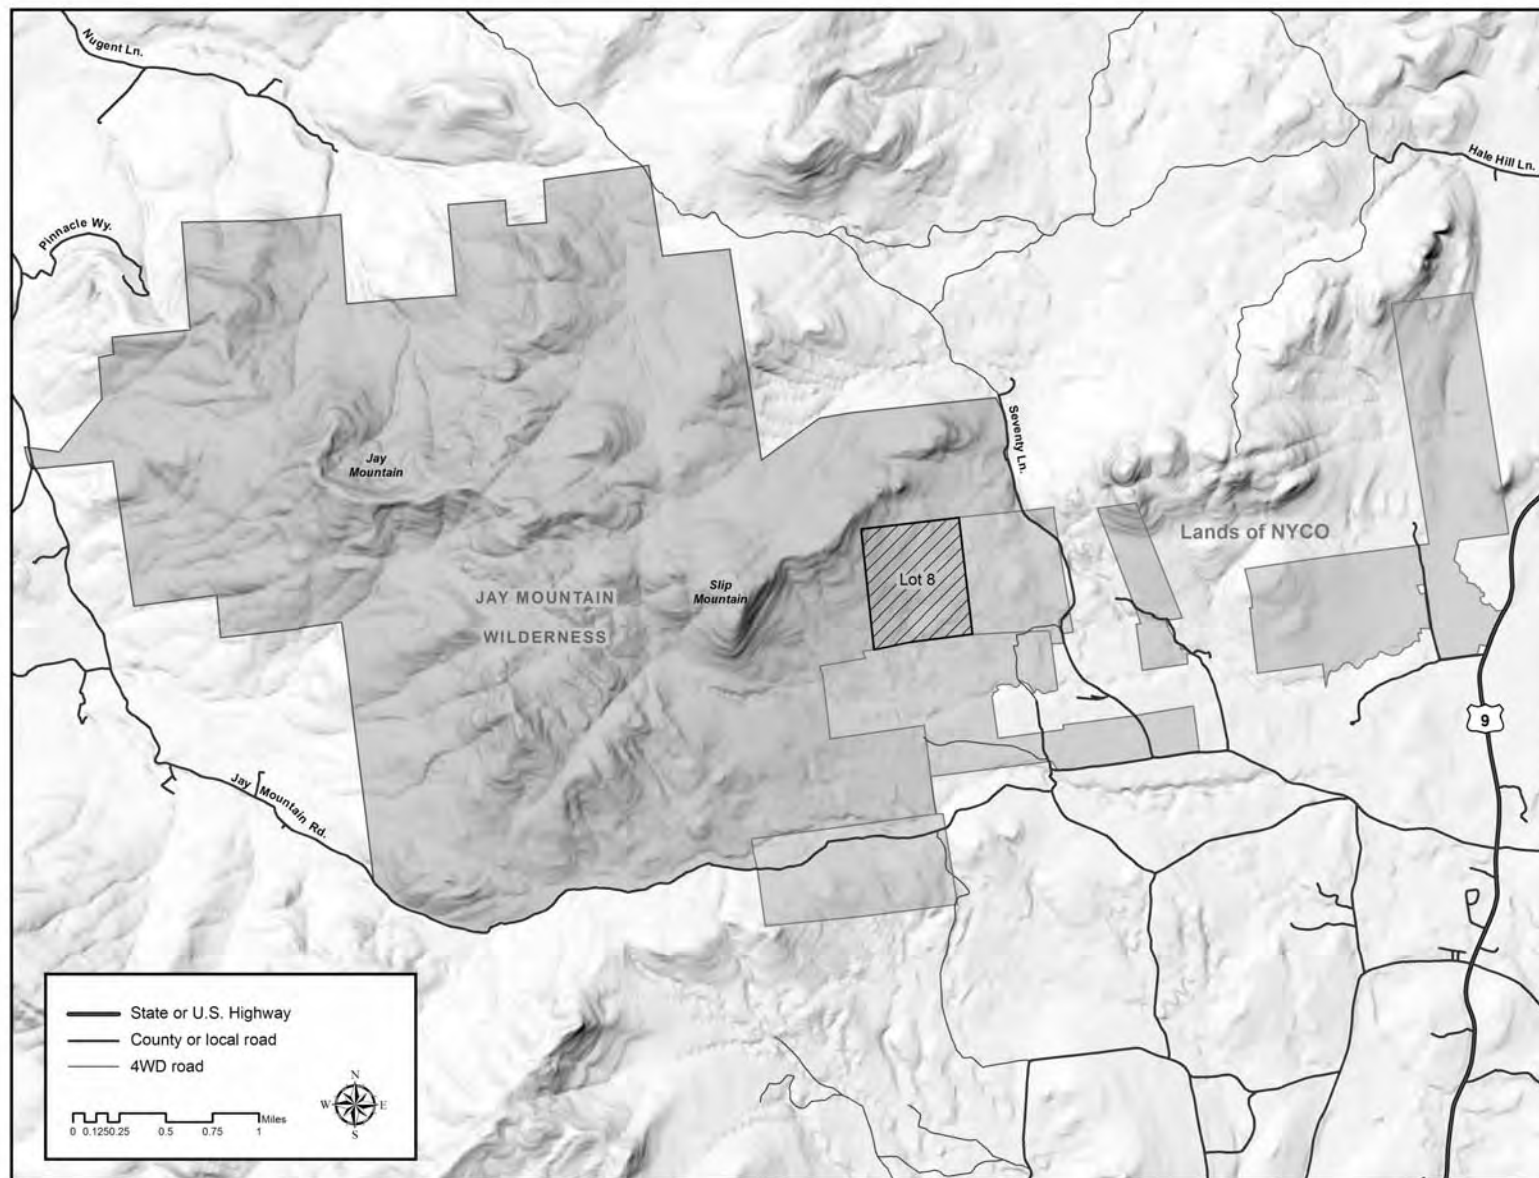 Nugent Ln.
Hale Hill Ln.
Pinnacle Wy.
Seventy Ln.
Jay
Mountain
Lands of NYCO
Lot 8
Slip
Mountain
JAY MOUNTAIN
WILDERNESS
9
Jay Mountain Rd.
State or U.S. Highway
County or local road
4WD road
N
W E
S
Miles
0 0.1250.25 0.5 0.75 1